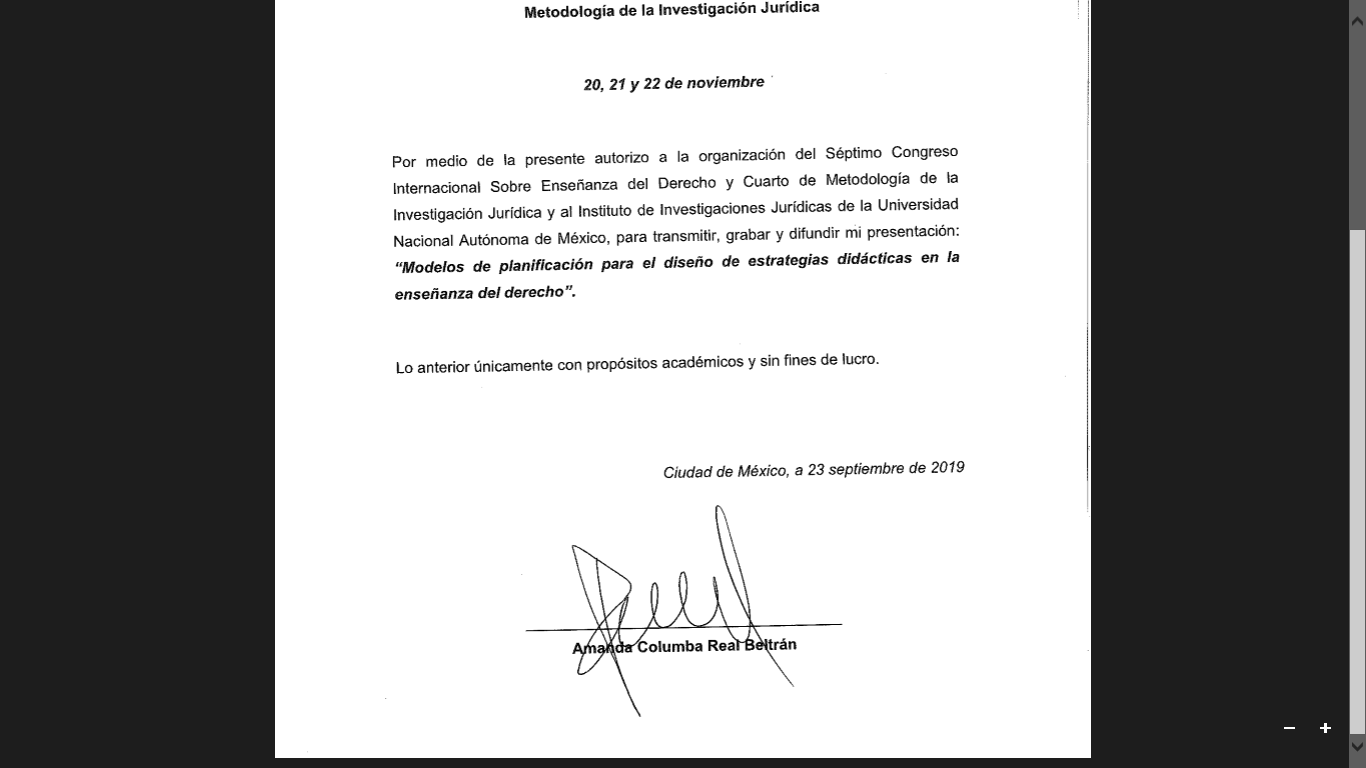 Metodología de la Investigación Jurídica
20, 21 y 22 de noviembre
Por medio de la presente autorizo a la organización del Séptimo Congreso
Internacional Sobre Enseñanza del Derecho y Cuarto de Metodología de la
Investigación Jurídica y al Instituto de Investigaciones Jurídicas de la Universidad
Nacional Autónoma de México, para transmitir, grabar y difundir mi presentación:
“Modelos de planificación para el diseño de estrategias didácticas en la
enseñanza del derecho”.
Lo anterior únicamente con propósitos académicos y sin fines de lucro.
Ciudad de México, a 23 septiembre de 2019
Amanda Columba Real Beltrán